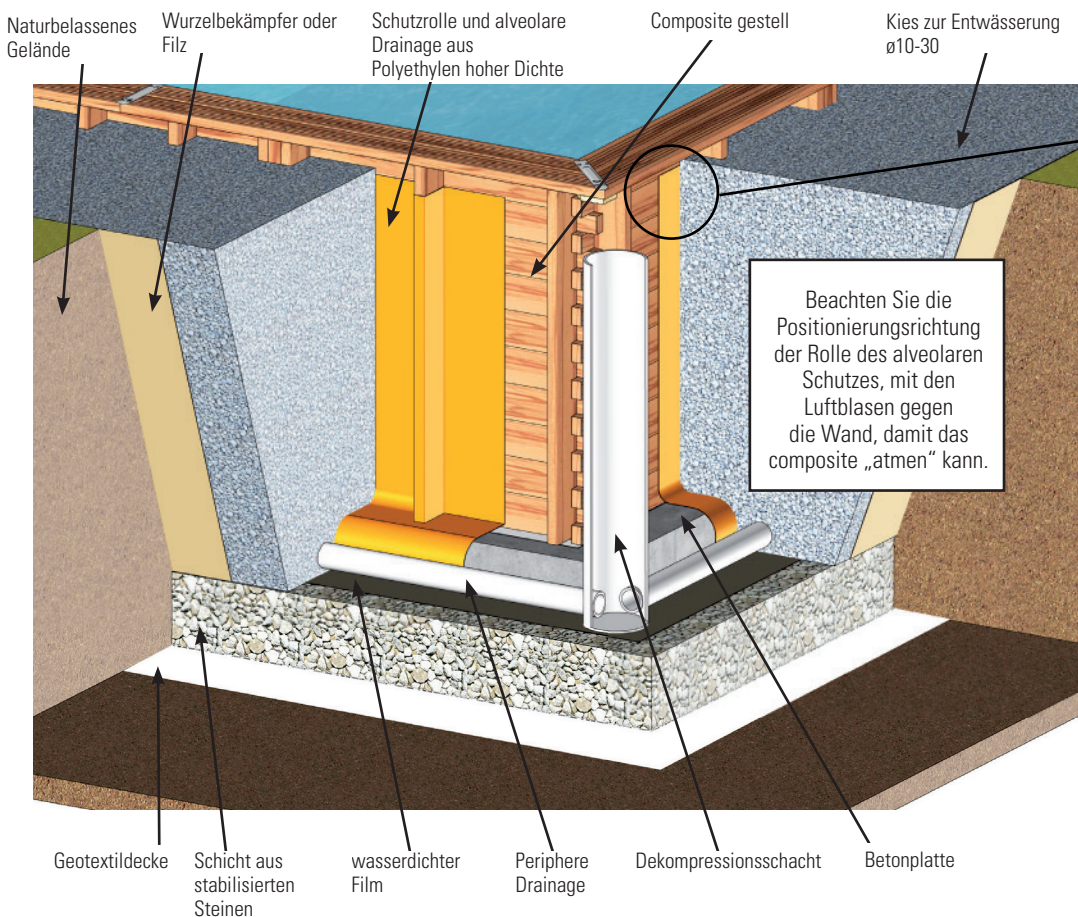 Naturbelassenes
Gelände
Wurzelbekämpfer oder
Filz
Schutzrolle und alveolare
Drainage aus
Polyethylen hoher Dichte
Composite gestell
Kies zur Entwässerung
ø10-30
Beachten Sie die
Positionierungsrichtung
der Rolle des alveolaren
Schutzes, mit den
Luftblasen gegen
die Wand, damit das
composite „atmen“ kann.
Geotextildecke
Schicht aus
stabilisierten
Steinen
wasserdichter
Film
Periphere
Drainage
Dekompressionsschacht
Betonplatte